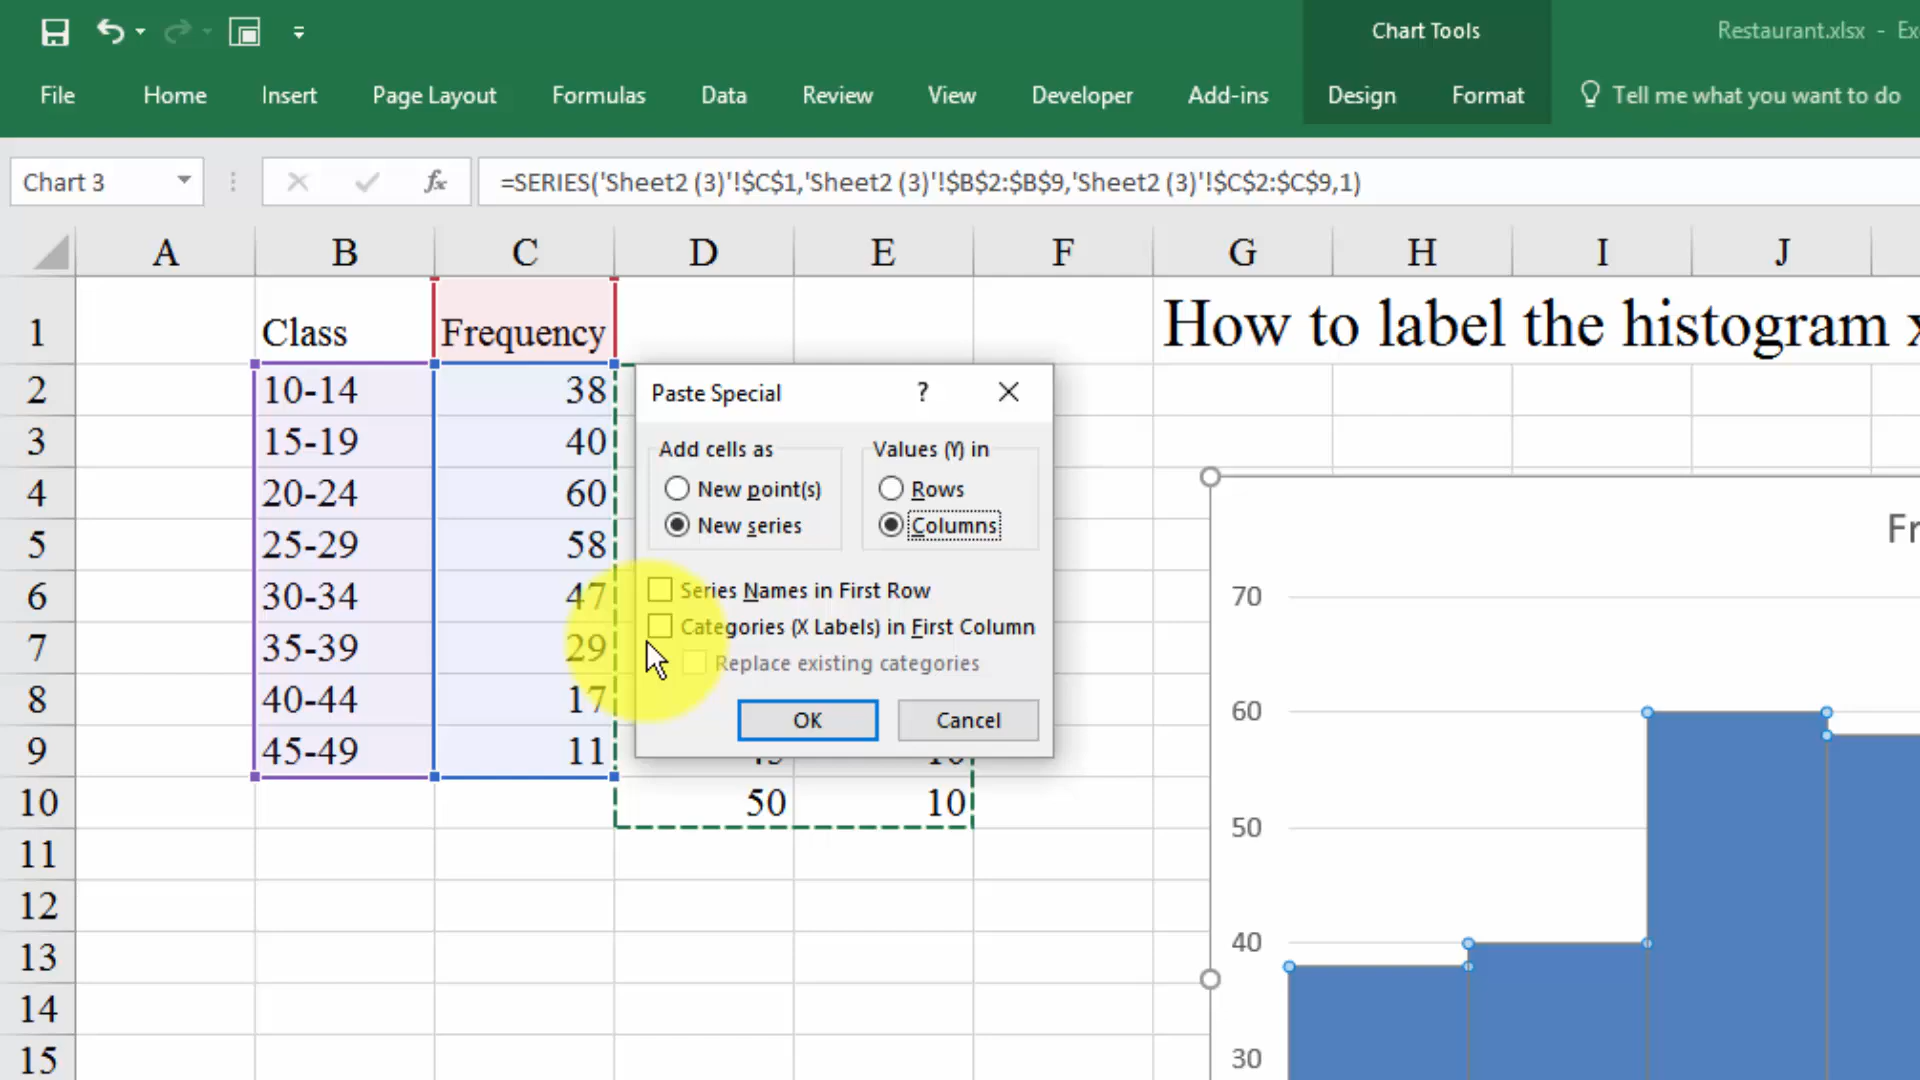 Chart Tools
Restaurant.xlsx - Exc
File Home Insert Page Layout Formulas Data Review View Developer Add-ins Design Format Tell me what you want to do
Chart 3 fx =SERIES('Sheet2 (3)'!$C$1,'Sheet2 (3)'!$B$2:$B$9,'Sheet2 (3)'!$C$2:$C$9,1)
A B C D E F G H I J
1 Class Frequency How to label the histogram x
2 10-14 38
3 15-19 40
4 20-24 60
5 25-29 58
6 30-34 47
7 35-39 29
8 40-44 17
9 45-49 11
10 50 10
11
12
13
14
15
Paste Special ?
Add cells as Values (Y) in
New point(s) Rows
New series Columns
Series Names in First Row
Categories (X Labels) in First Column
Replace existing categories
OK Cancel
Fr
70
60
50
40
30